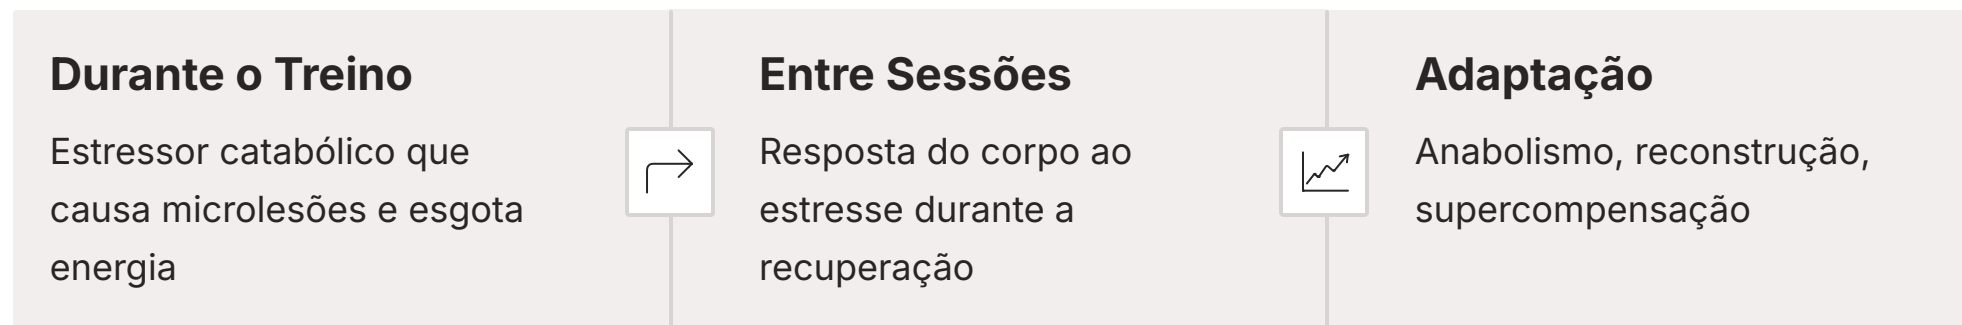 Durante o Treino
Estressor catabólico que
causa microlesões e esgota
energia
Entre Sessões
Resposta do corpo ao
estresse durante a
recuperação
Adaptação
Anabolismo, reconstrução,
supercompensação